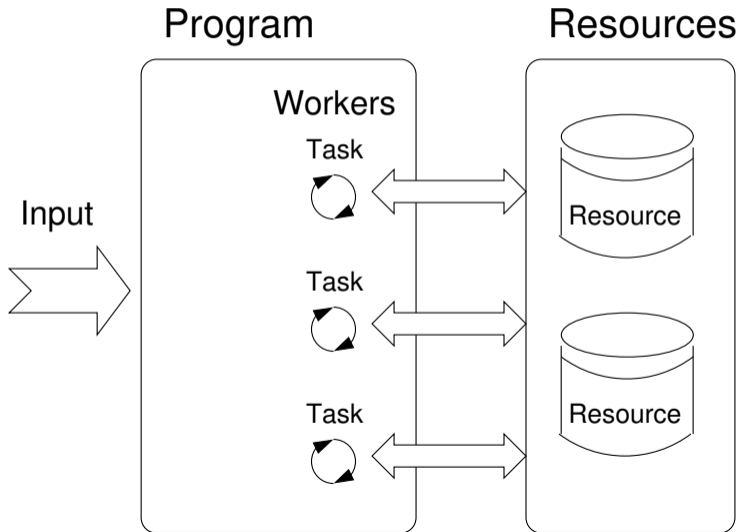 Program
Resources
Workers
Task
Input
Resource
Task
Task
Resource